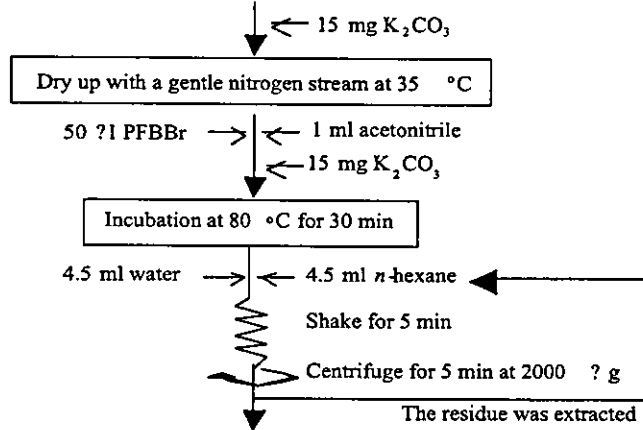 15 mg K₂CO₃
Dry up with a gentle nitrogen stream at 35 °C
50 ?l PFBBr 1 ml acetonitrile
15 mg K₂CO₃
Incubation at 80 °C for 30 min
4.5 ml water 4.5 ml n-hexane
Shake for 5 min
Centrifuge for 5 min at 2000 ? g
The residue was extracted